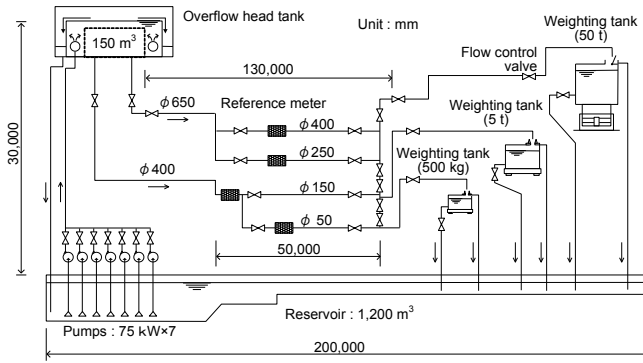 Overflow head tank
Unit : mm
Weighting tank
(50 t)
150 m³
Flow control
valve
130,000
Weighting tank
(5 t)
ϕ 650
Reference meter
ϕ 400
30,000
ϕ 250
Weighting tank
(500 kg)
ϕ 400
ϕ 150
ϕ 50
50,000
Reservoir : 1,200 m³
Pumps : 75 kW×7
200,000